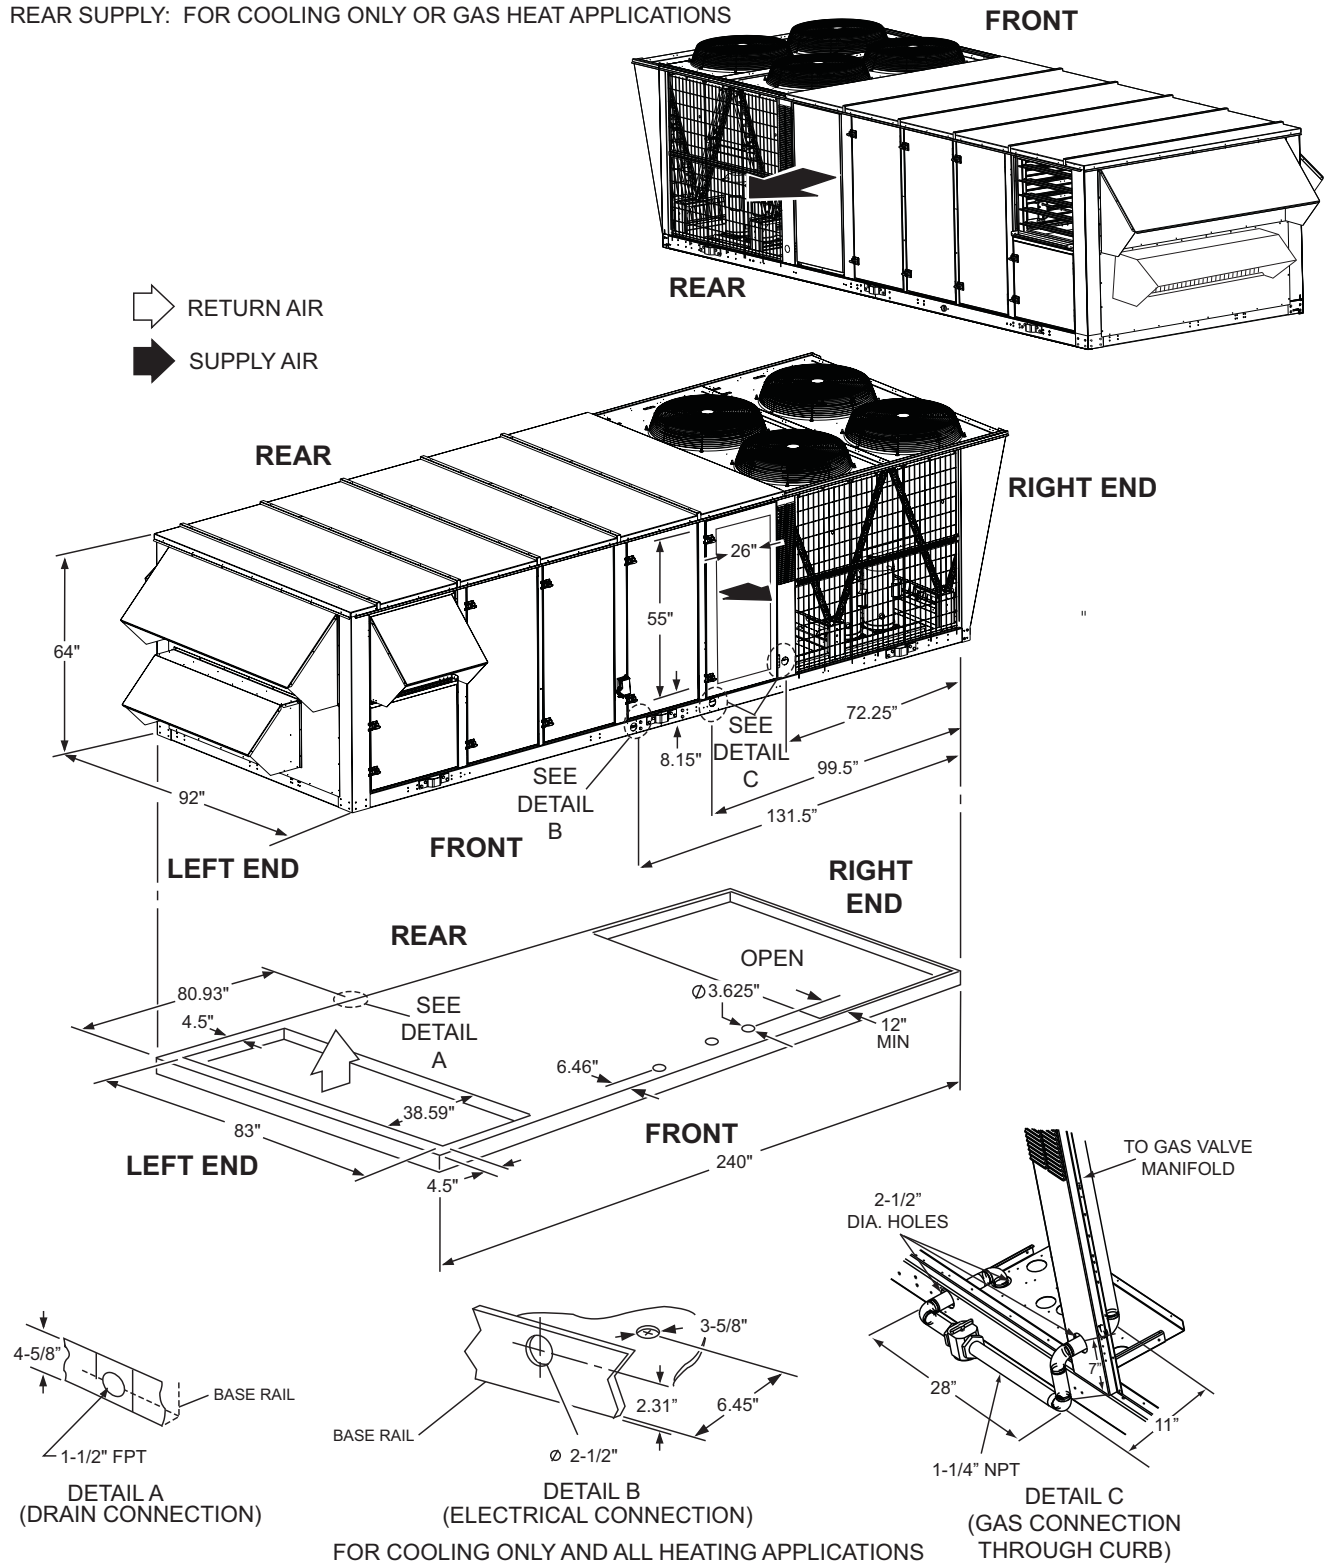 REAR SUPPLY: FOR COOLING ONLY OR GAS HEAT APPLICATIONS
FRONT
REAR
RETURN AIR
SUPPLY AIR
REAR
RIGHT END
26"
55"
64"
"
72.25"
SEE
DETAIL
C
8.15"
99.5"
SEE
DETAIL
B
92"
131.5"
FRONT
LEFT END
RIGHT
END
REAR
OPEN
80.93"
Ø3.625"
SEE
DETAIL
A
4.5"
12"
MIN
6.46"
38.59"
83"
FRONT
LEFT END
240"
4.5"
TO GAS VALVE
MANIFOLD
2-1/2”
DIA. HOLES
4-5/8”
BASE RAIL
1-1/2" FPT
DETAIL A
(DRAIN CONNECTION)
3-5/8"
2.31”
6.45"
BASE RAIL
Ø 2-1/2"
DETAIL B
(ELECTRICAL CONNECTION)
7”
28”
11”
1-1/4” NPT
DETAIL C
(GAS CONNECTION
THROUGH CURB)
FOR COOLING ONLY AND ALL HEATING APPLICATIONS